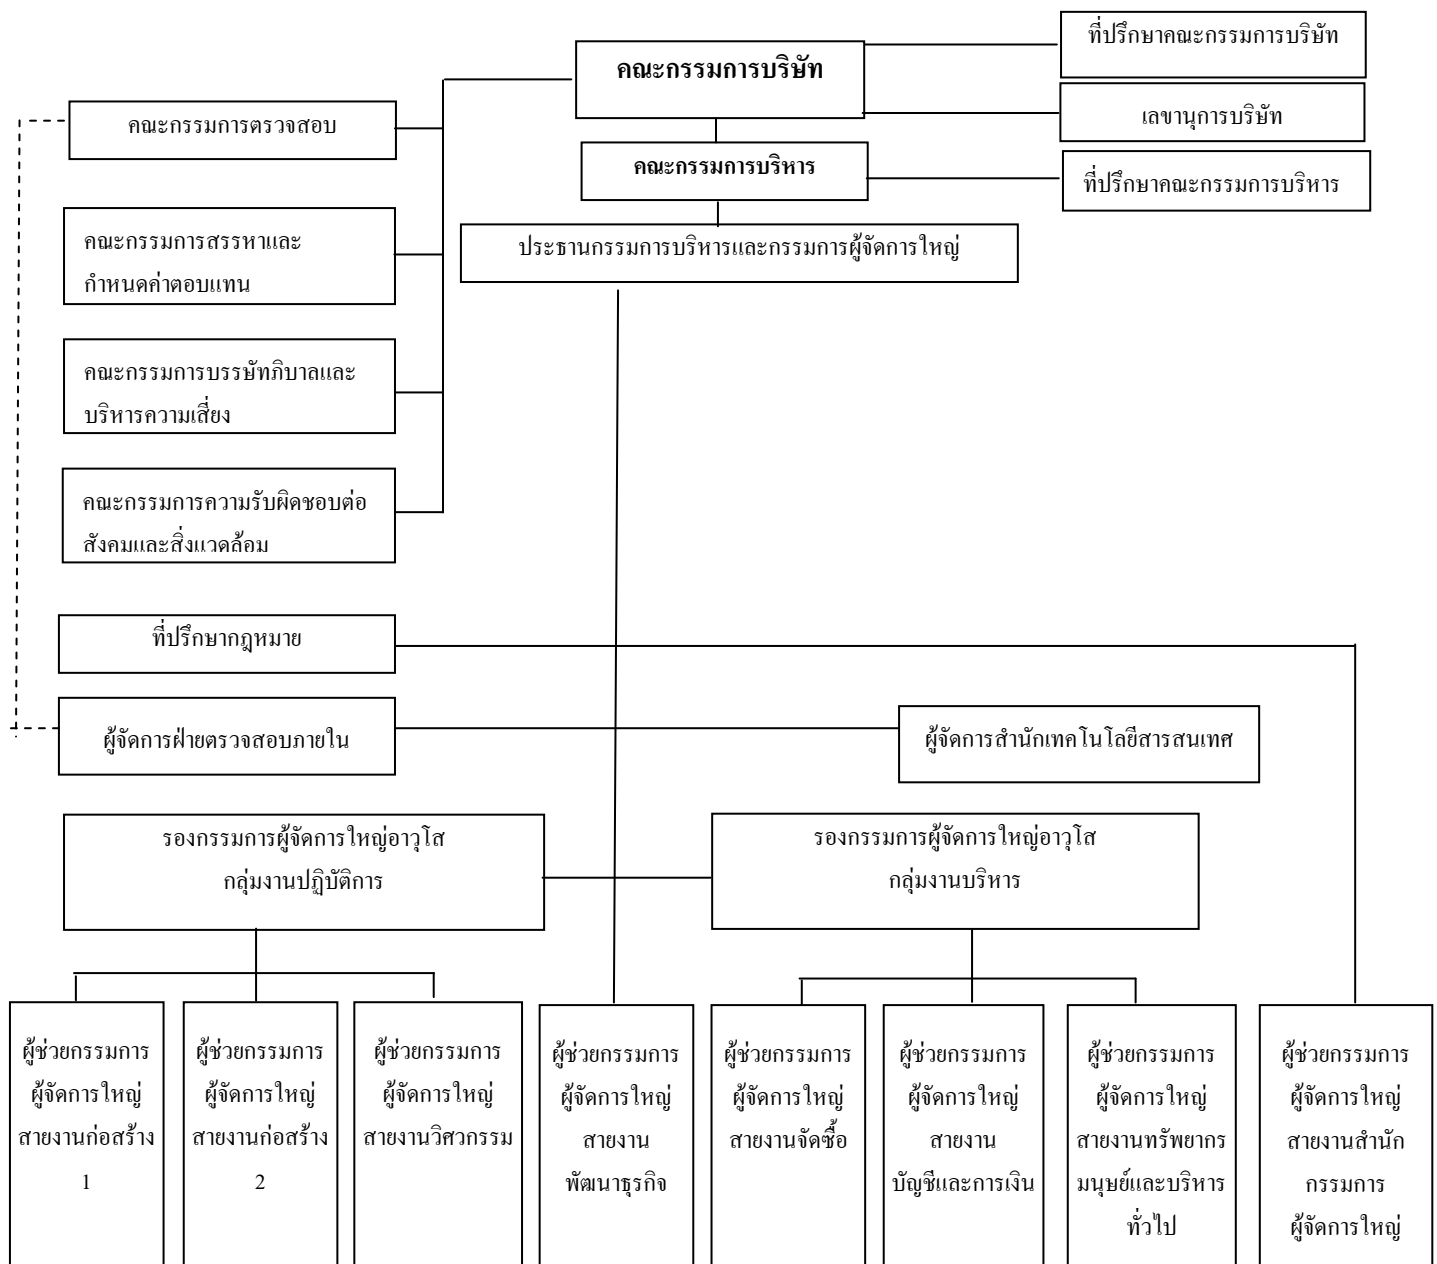 ที่ปรึกษาคณะกรรมการบริษัท
คณะกรรมการบริษัท
เลขานุการบริษัท
คณะกรรมการตรวจสอบ
คณะกรรมการบริหาร
ที่ปรึกษาคณะกรรมการบริหาร
คณะกรรมการสรรหาและ
กำหนดค่าตอบแทน
ประธานกรรมการบริหารและกรรมการผู้จัดการใหญ่
คณะกรรมการบรรษัทภิบาลและ
บริหารความเสี่ยง
คณะกรรมการความรับผิดชอบต่อ
สังคมและสิ่งแวดล้อม
ที่ปรึกษากฎหมาย
ผู้จัดการฝ่ายตรวจสอบภายใน
ผู้จัดการสำนักเทคโนโลยีสารสนเทศ
รองกรรมการผู้จัดการใหญ่อาวุโส
กลุ่มงานปฏิบัติการ
รองกรรมการผู้จัดการใหญ่อาวุโส
กลุ่มงานบริหาร
ผู้ช่วยกรรมการ
ผู้จัดการใหญ่
สายงานก่อสร้าง
1
ผู้ช่วยกรรมการ
ผู้จัดการใหญ่
สายงานก่อสร้าง
2
ผู้ช่วยกรรมการ
ผู้จัดการใหญ่
สายงานวิศวกรรม
ผู้ช่วยกรรมการ
ผู้จัดการใหญ่
สายงาน
พัฒนาธุรกิจ
ผู้ช่วยกรรมการ
ผู้จัดการใหญ่
สายงานจัดซื้อ
ผู้ช่วยกรรมการ
ผู้จัดการใหญ่
สายงาน
บัญชีและการเงิน
ผู้ช่วยกรรมการ
ผู้จัดการใหญ่
สายงานทรัพยากร
มนุษย์และบริหาร
ทั่วไป
ผู้ช่วยกรรมการ
ผู้จัดการใหญ่
สายงานสำนัก
กรรมการ
ผู้จัดการใหญ่